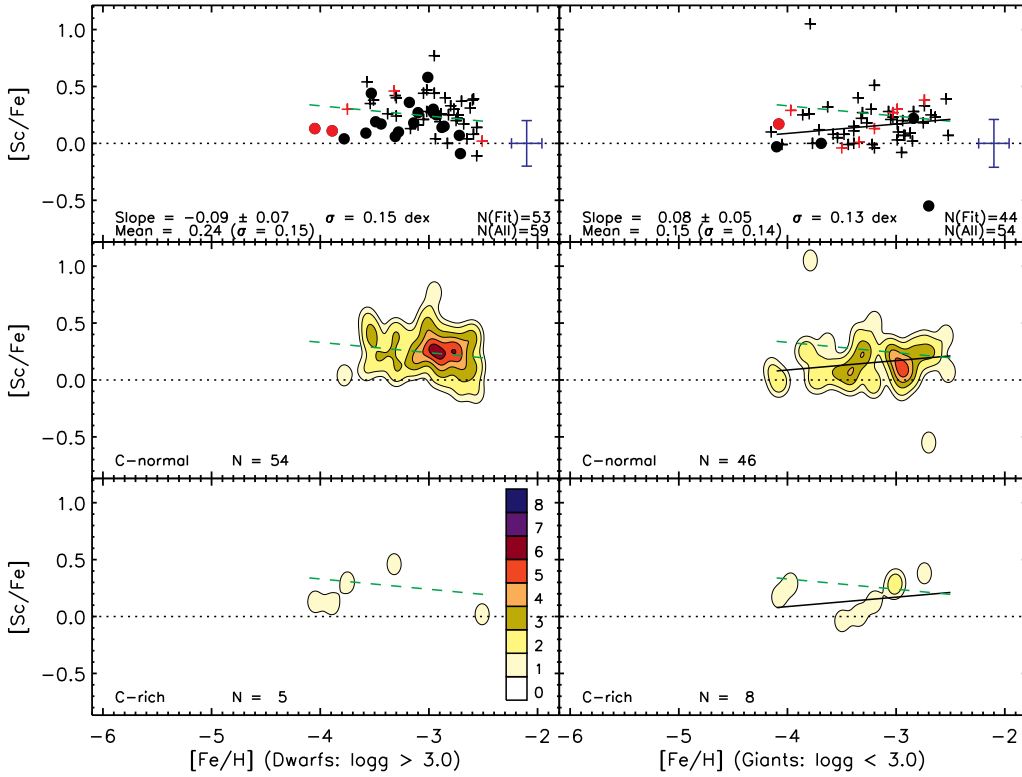 1.0
0.5
0.0
−0.5
[Sc/Fe]
Slope = −0.09 ± 0.07 σ = 0.15 dex N(Fit)=53
Mean = 0.24 (σ = 0.15) N(All)=59
Slope = 0.08 ± 0.05 σ = 0.13 dex N(Fit)=44
Mean = 0.15 (σ = 0.14) N(All)=54
1.0
0.5
0.0
−0.5
[Sc/Fe]
C−normal N = 54
C−normal N = 46
1.0
0.5
0.0
−0.5
[Sc/Fe]
C−rich N = 5
8
7
6
5
4
3
2
1
0
C−rich N = 8
−6 −5 −4 −3 −2
−6 −5 −4 −3 −2
[Fe/H] (Dwarfs: logg > 3.0)
[Fe/H] (Giants: logg < 3.0)